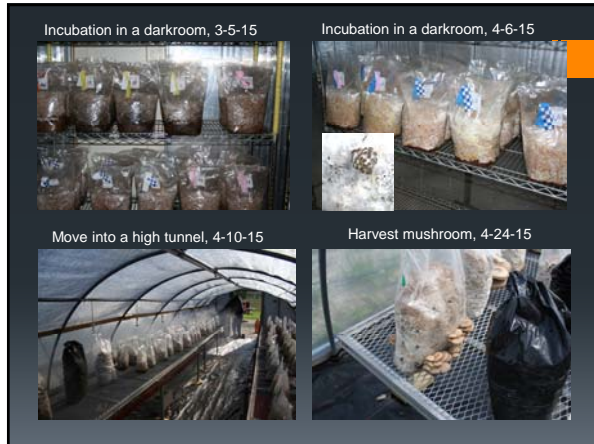 Incubation in a darkroom, 3-5-15
Incubation in a darkroom, 4-6-15
Move into a high tunnel, 4-10-15
Harvest mushroom, 4-24-15